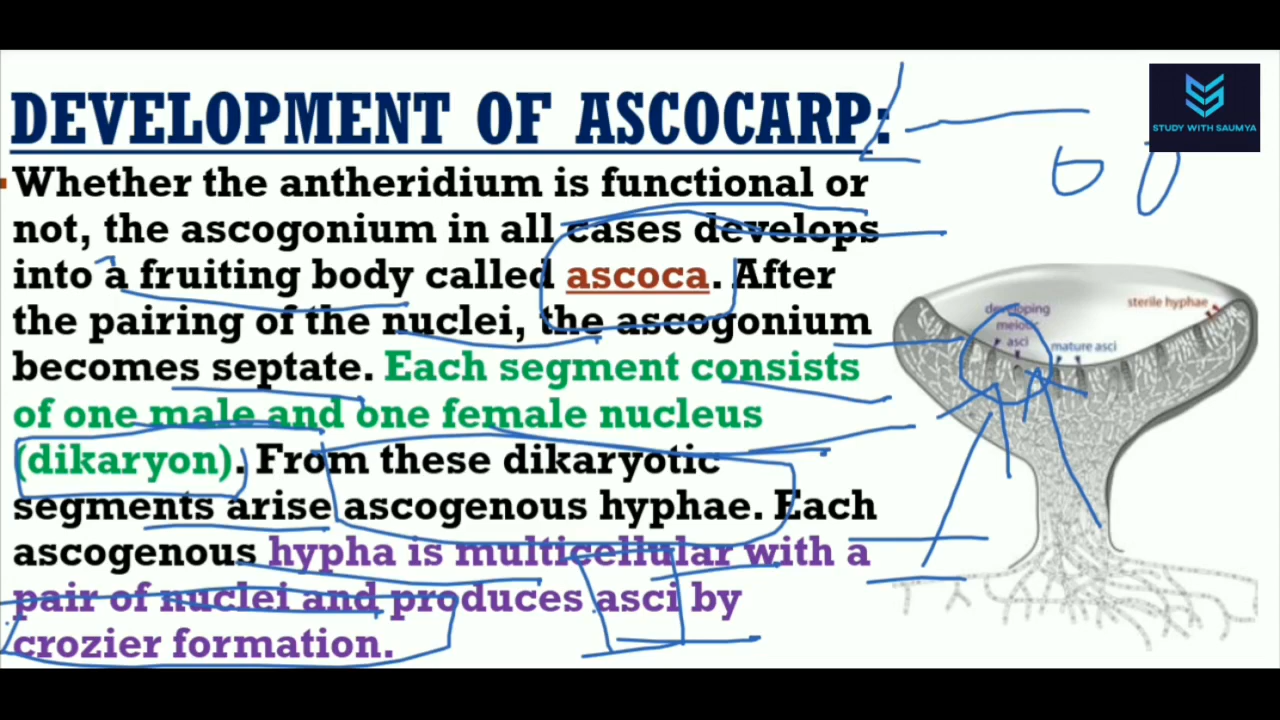 STUDY WITH SAUMYA
DEVELOPMENT OF ASCOCARP:
Whether the antheridium is functional or
not, the ascogonium in all cases develops
into a fruiting body called ascoca. After
the pairing of the nuclei, the ascogonium
becomes septate. Each segment consists
of one male and one female nucleus
(dikaryon). From these dikaryotic
segments arise ascogenous hyphae. Each
ascogenous hypha is multicellular with a
pair of nuclei and produces asci by
crozier formation.
developing
meiotic
asci
mature asci
sterile hyphae